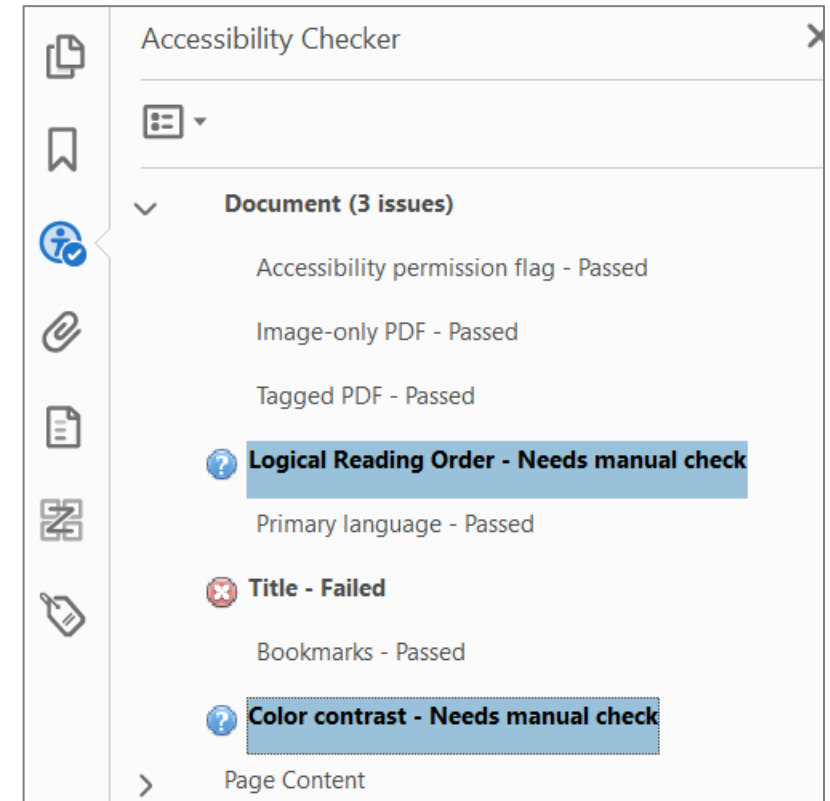 Accessibility Checker
Document (3 issues)
Accessibility permission flag - Passed
Image-only PDF - Passed
Tagged PDF - Passed
Logical Reading Order - Needs manual check
Primary language - Passed
Title - Failed
Bookmarks - Passed
Color contrast - Needs manual check
Page Content